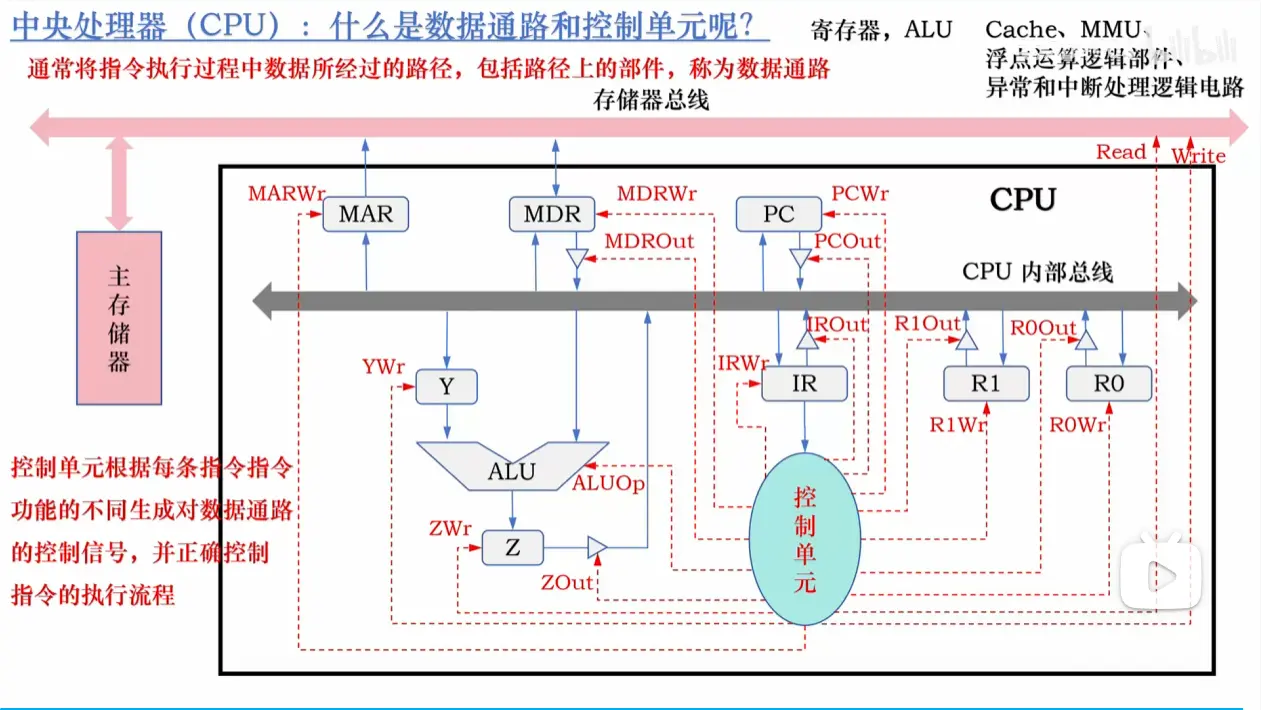 中央处理器（CPU）：什么是数据通路和控制单元呢？
寄存器，ALU
Cache、MMU、
浮点运算逻辑部件、
异常和中断处理逻辑电路
通常将指令执行过程中数据所经过的路径，包括路径上的部件，称为数据通路
存储器总线
Read
Write
MARWr
MAR
MDR
MDRWr
PC
PCWr
CPU
MDROut
PCOut
CPU 内部总线
主存储器
IROut
R1Out
R0Out
YWr
Y
IRWr
IR
R1
R0
R1Wr
R0Wr
控制单元根据每条指令指令
功能的不同生成对数据通路
的控制信号，并正确控制
指令的执行流程
ALU
ALUOp
控制单元
ZWr
Z
ZOut